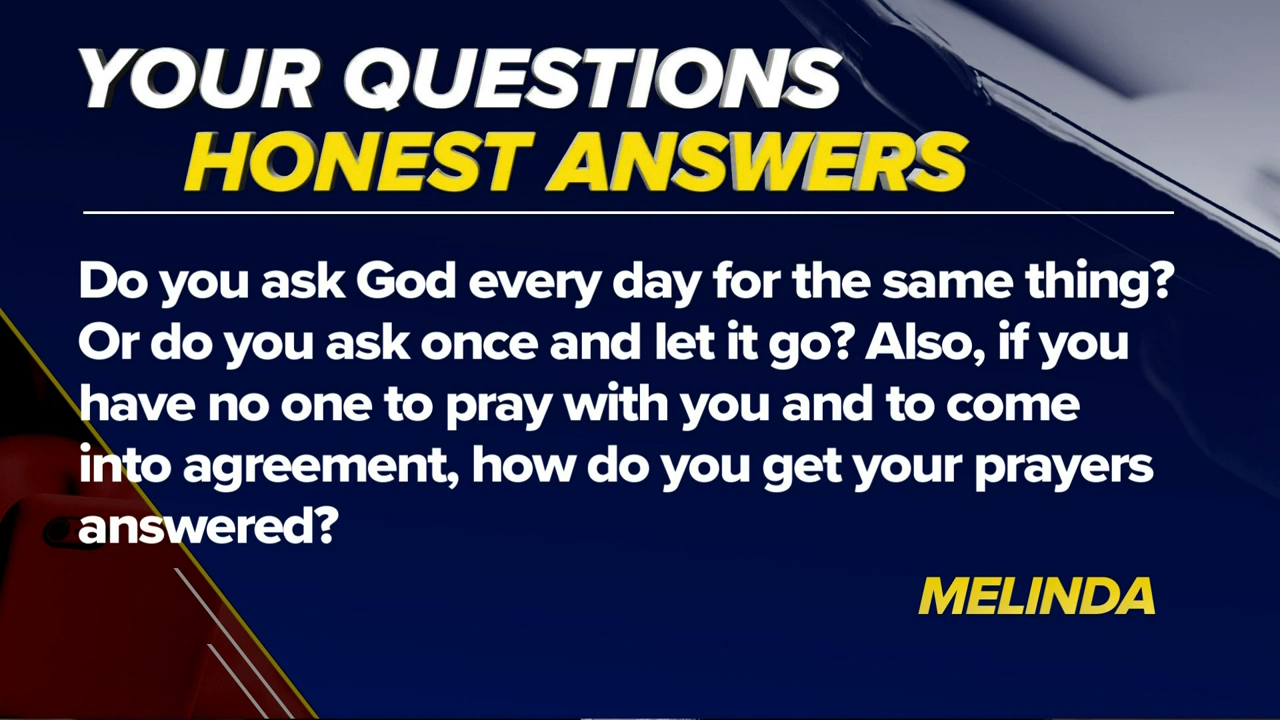 YOUR QUESTIONS
HONEST ANSWERS
Do you ask God every day for the same thing?
Or do you ask once and let it go? Also, if you
have no one to pray with you and to come
into agreement, how do you get your prayers
answered?
MELINDA